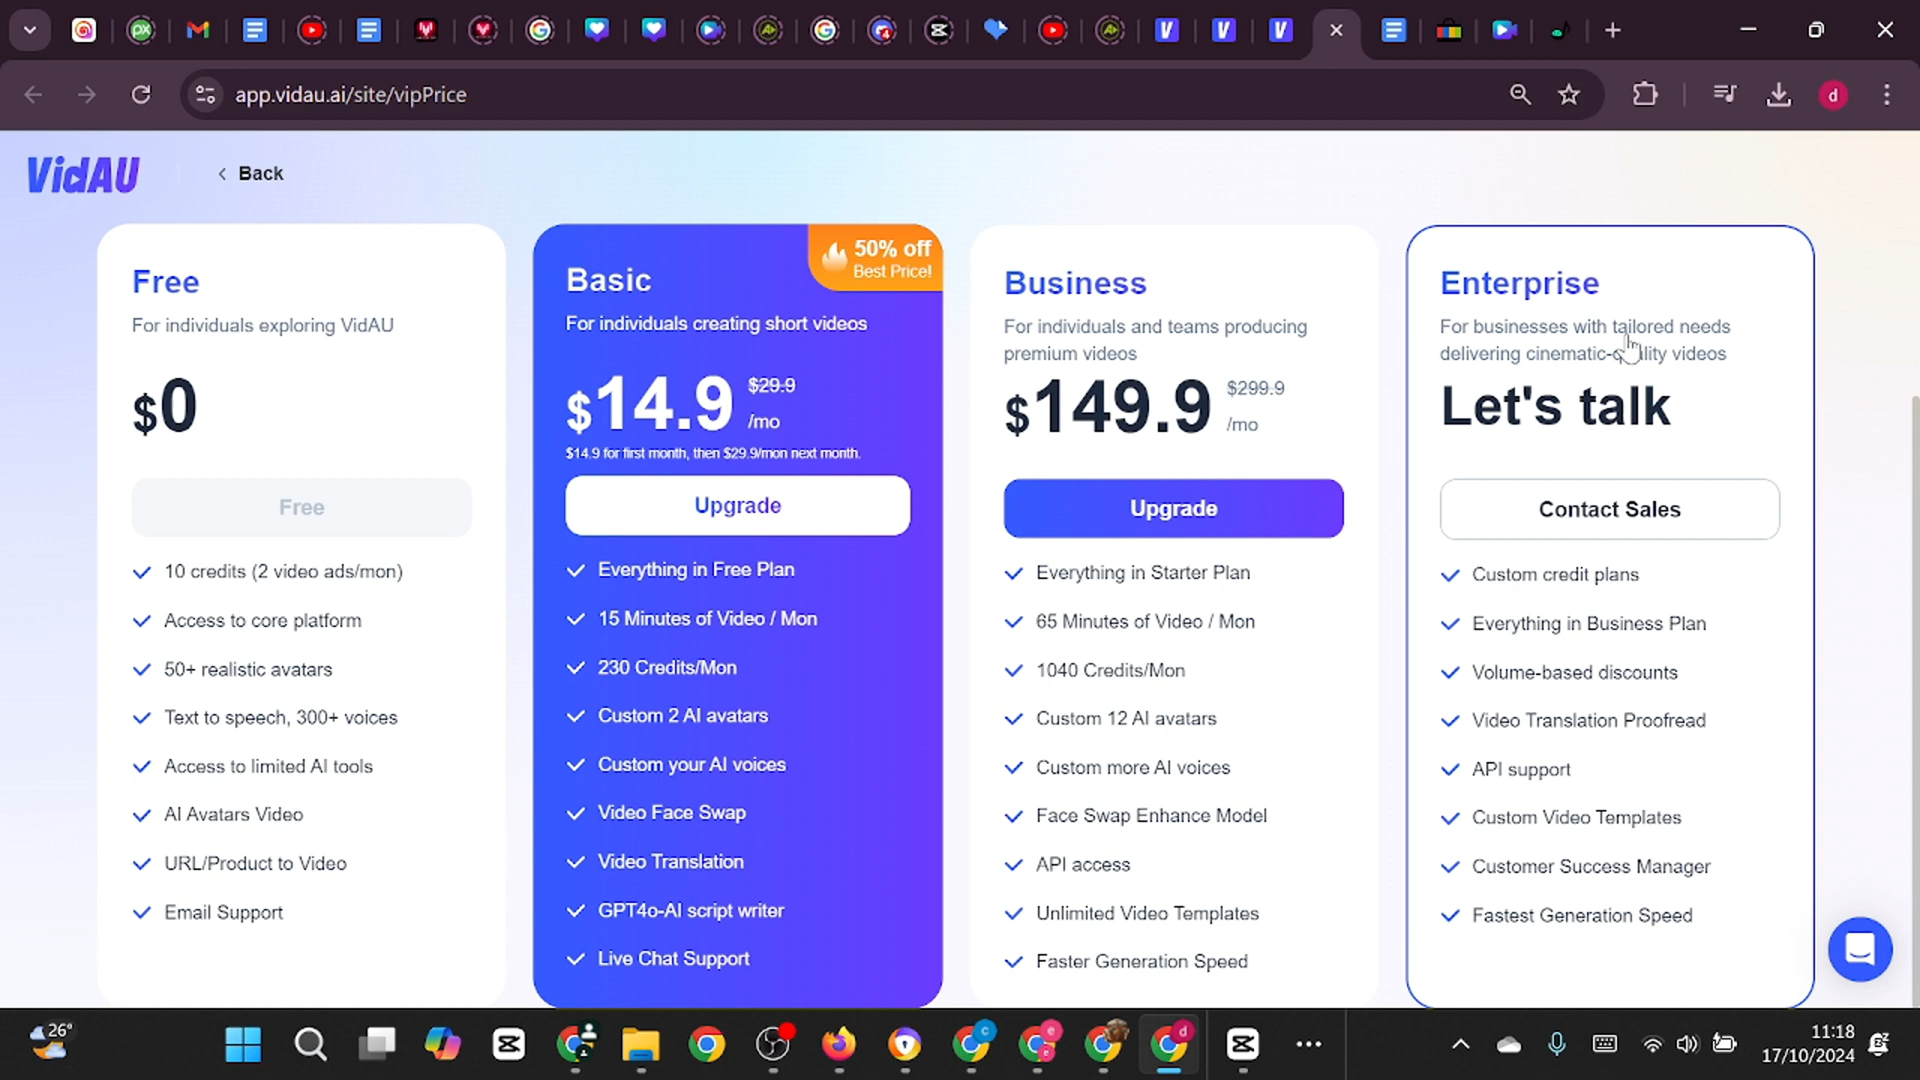 app.vidau.ai/site/vipPrice
d
VidAU
Back
Free
For individuals exploring VidAU
$0
Free
10 credits (2 video ads/mon)
Access to core platform
50+ realistic avatars
Text to speech, 300+ voices
Access to limited AI tools
AI Avatars Video
URL/Product to Video
Email Support
50% off
Best Price!
Basic
For individuals creating short videos
$14.9 $29.9
/mo
$14.9 for first month, then $29.9/mon next month.
Upgrade
Everything in Free Plan
15 Minutes of Video / Mon
230 Credits/Mon
Custom 2 AI avatars
Custom your AI voices
Video Face Swap
Video Translation
GPT4o-AI script writer
Live Chat Support
Business
For individuals and teams producing
premium videos
$149.9 $299.9
/mo
Upgrade
Everything in Starter Plan
65 Minutes of Video / Mon
1040 Credits/Mon
Custom 12 AI avatars
Custom more AI voices
Face Swap Enhance Model
API access
Unlimited Video Templates
Faster Generation Speed
Enterprise
For businesses with tailored needs
delivering cinematic-quality videos
Let's talk
Contact Sales
Custom credit plans
Everything in Business Plan
Volume-based discounts
Video Translation Proofread
API support
Custom Video Templates
Customer Success Manager
Fastest Generation Speed
26°
11:18
17/10/2024